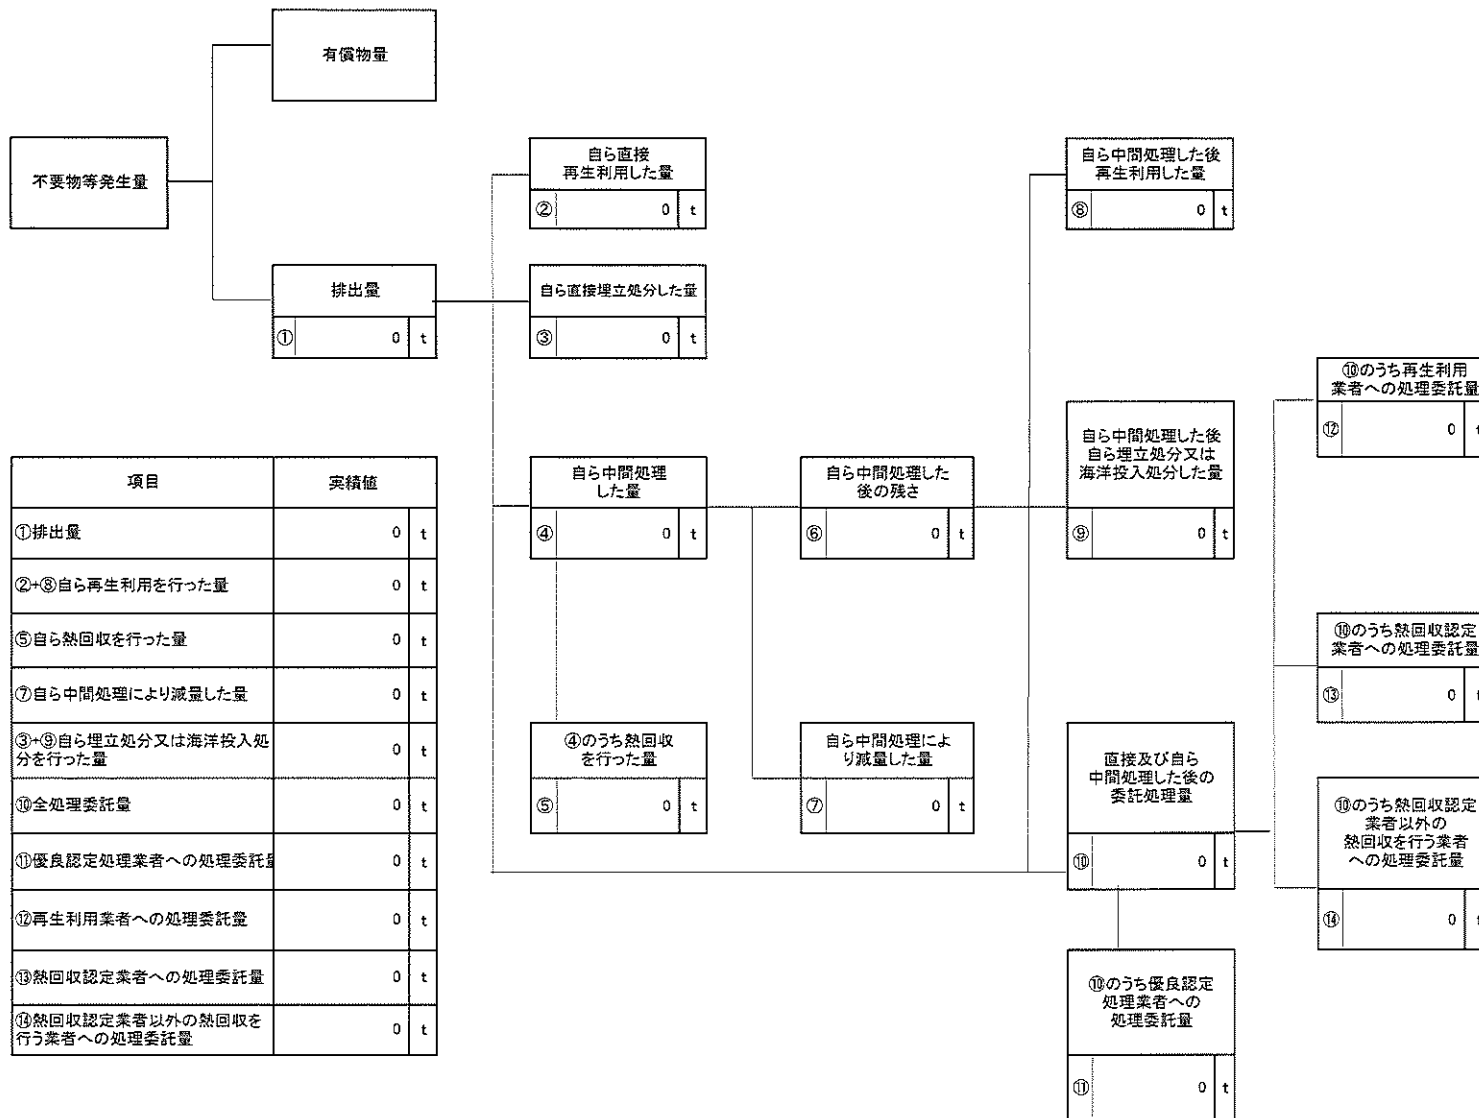 有償物量
不要物等発生量
排出量
① 0 t
自ら直接
再生利用した量
② 0 t
自ら直接埋立処分した量
③ 0 t
自ら中間処理した後
再生利用した量
⑧ 0 t
自ら中間処理
した量
④ 0 t
自ら中間処理した
後の残さ
⑥ 0 t
自ら中間処理した後
自ら埋立処分又は
海洋投入処分した量
⑨ 0 t
④のうち熱回収
を行った量
⑤ 0 t
自ら中間処理によ
り減量した量
⑦ 0 t
直接及び自ら
中間処理した後の
委託処理量
⑩ 0 t
⑩のうち優良認定
処理業者への
処理委託量
⑪ 0 t
⑩のうち再生利用
業者への処理委託量
⑫ 0 t
⑩のうち熱回収認定
業者への処理委託量
⑬ 0 t
⑩のうち熱回収認定
業者以外の
熱回収を行う業者
への処理委託量
⑭ 0 t
項目 実績値
①排出量 0 t
②+⑧自ら再生利用を行った量 0 t
⑤自ら熱回収を行った量 0 t
⑦自ら中間処理により減量した量 0 t
③+⑨自ら埋立処分又は海洋投入処
分を行った量 0 t
⑩全処理委託量 0 t
⑪優良認定処理業者への処理委託量 0 t
⑫再生利用業者への処理委託量 0 t
⑬熱回収認定業者への処理委託量 0 t
⑭熱回収認定業者以外の熱回収を
行う業者への処理委託量 0 t